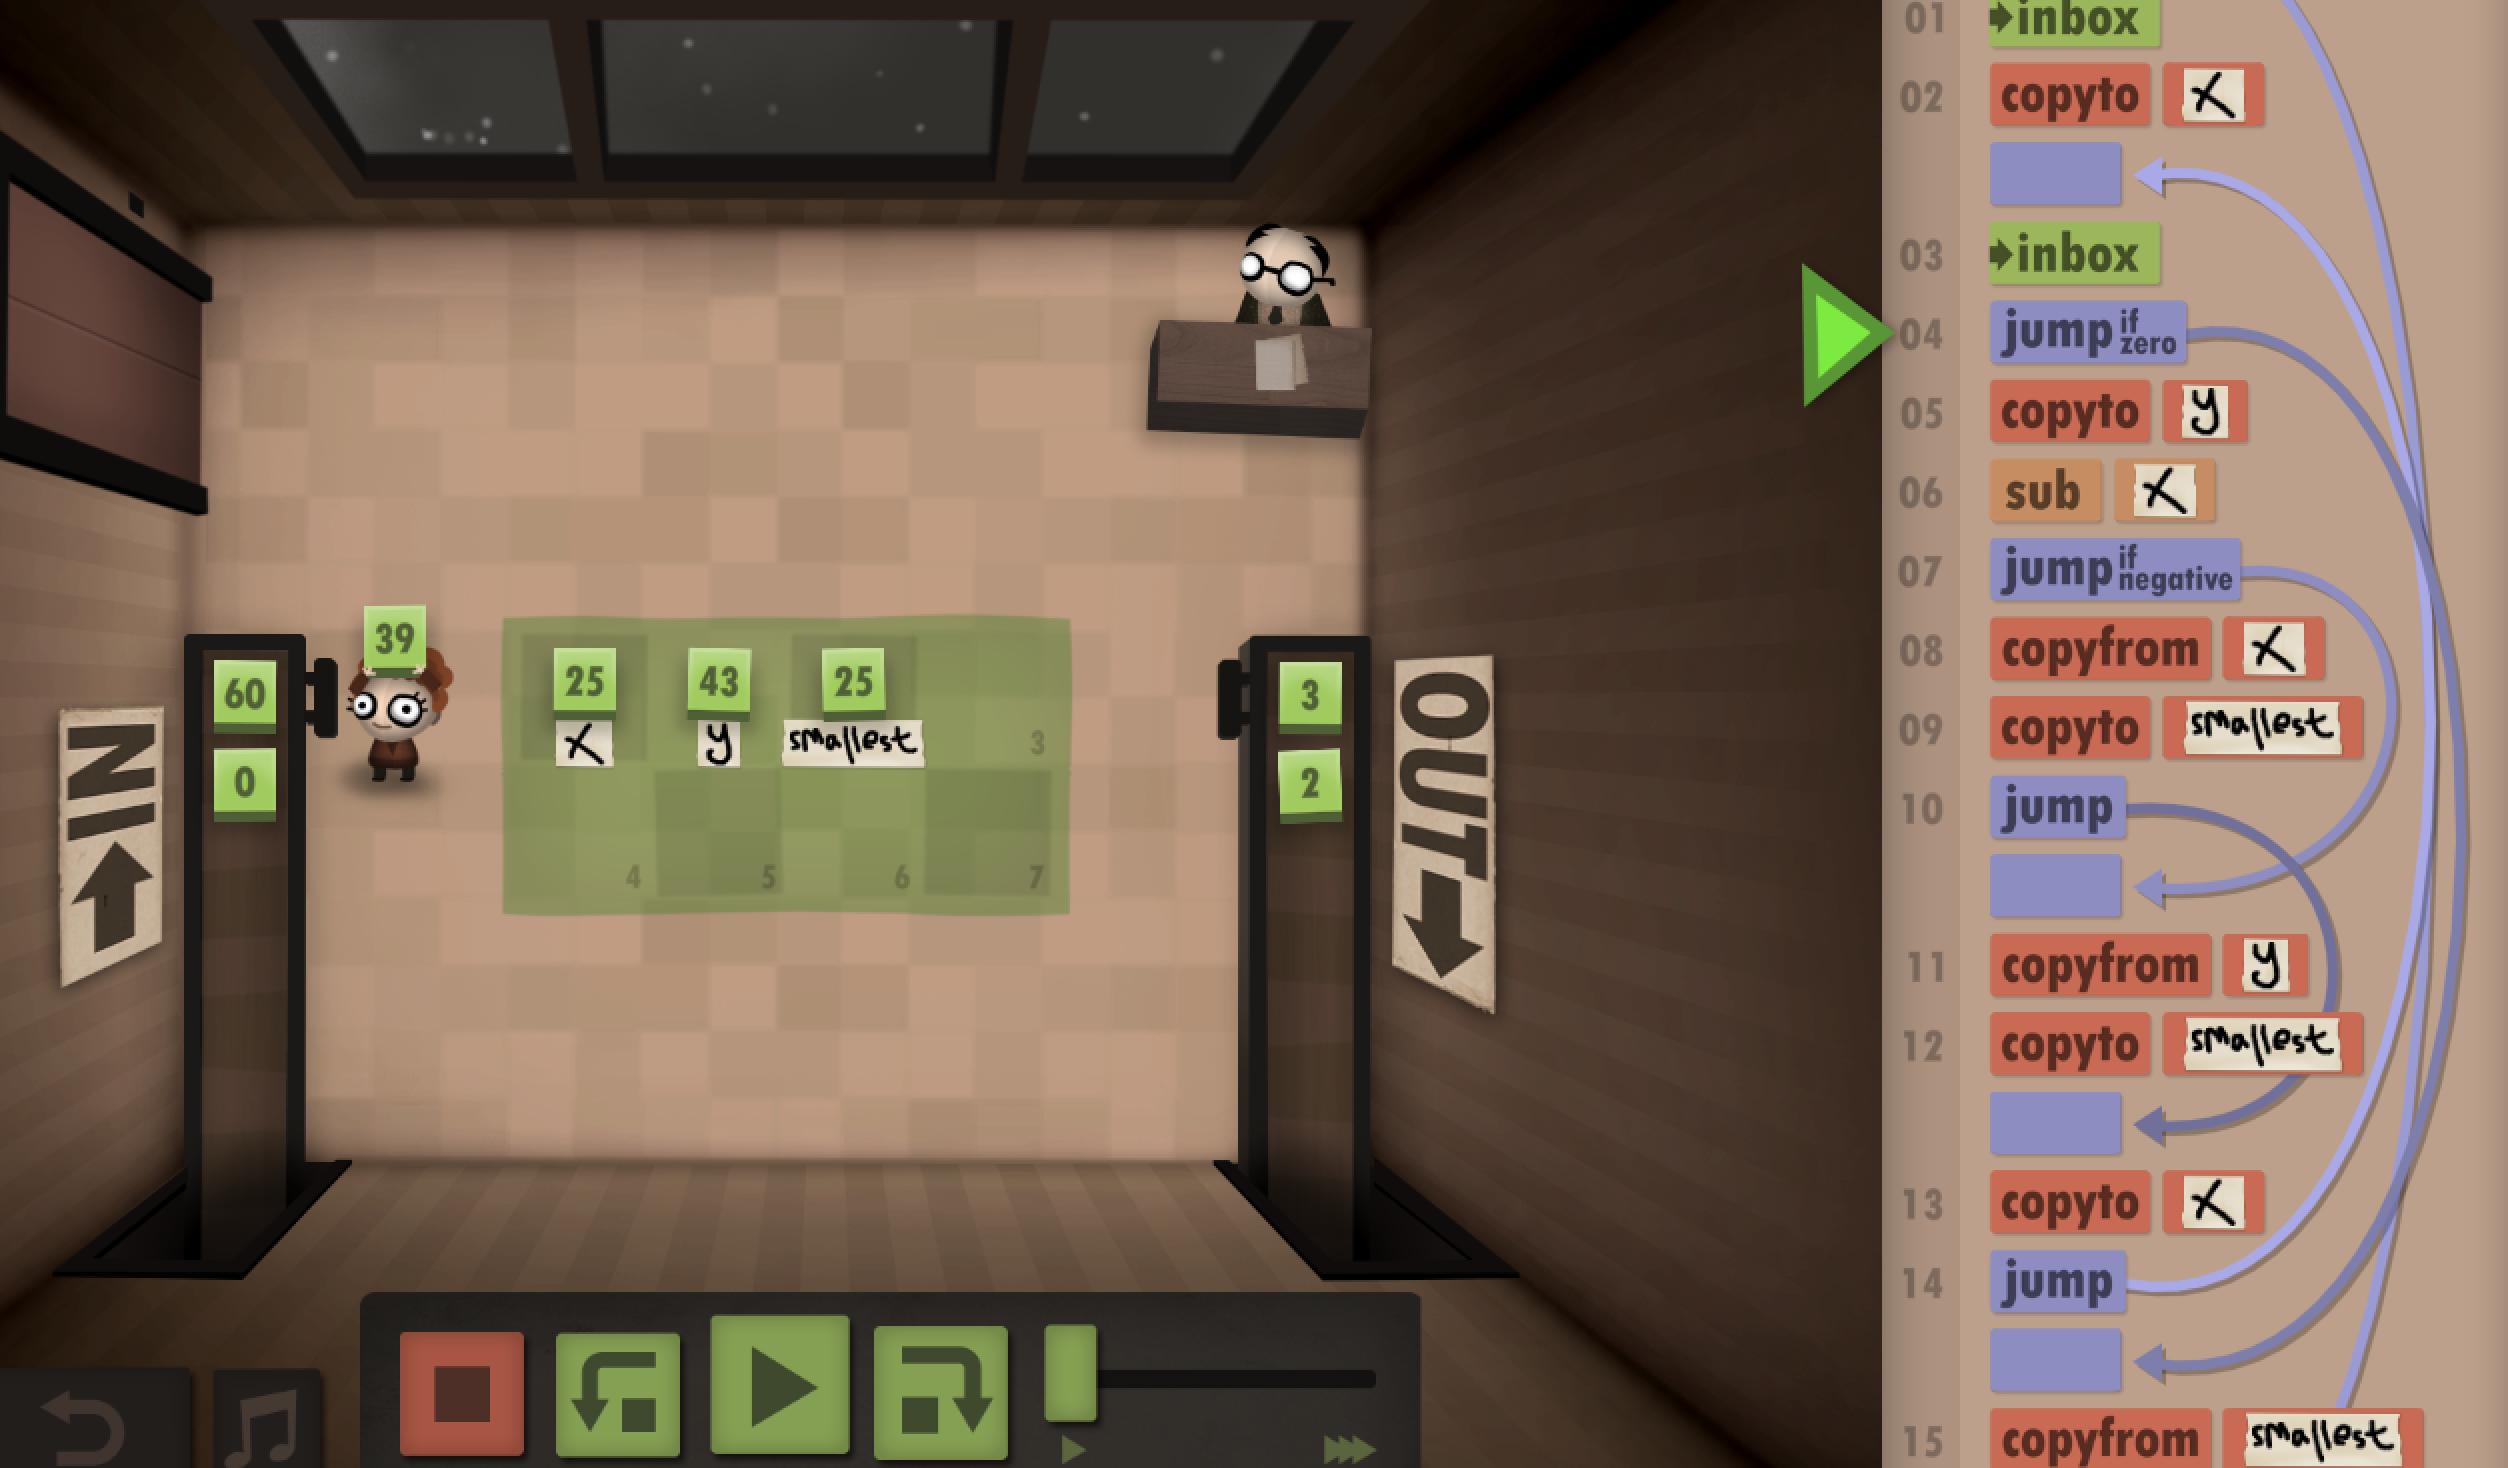 01 inbox
02 copyto X
03 inbox
04 jump if zero
05 copyto y
06 sub X
07 jump if negative
08 copyfrom X
09 copyto smallest
10 jump
11 copyfrom y
12 copyto smallest
13 copyto X
14 jump
15 copyfrom smallest
39
60
0
25 43 25
X y smallest 3
4 5 6 7
3
2
IN
OUT